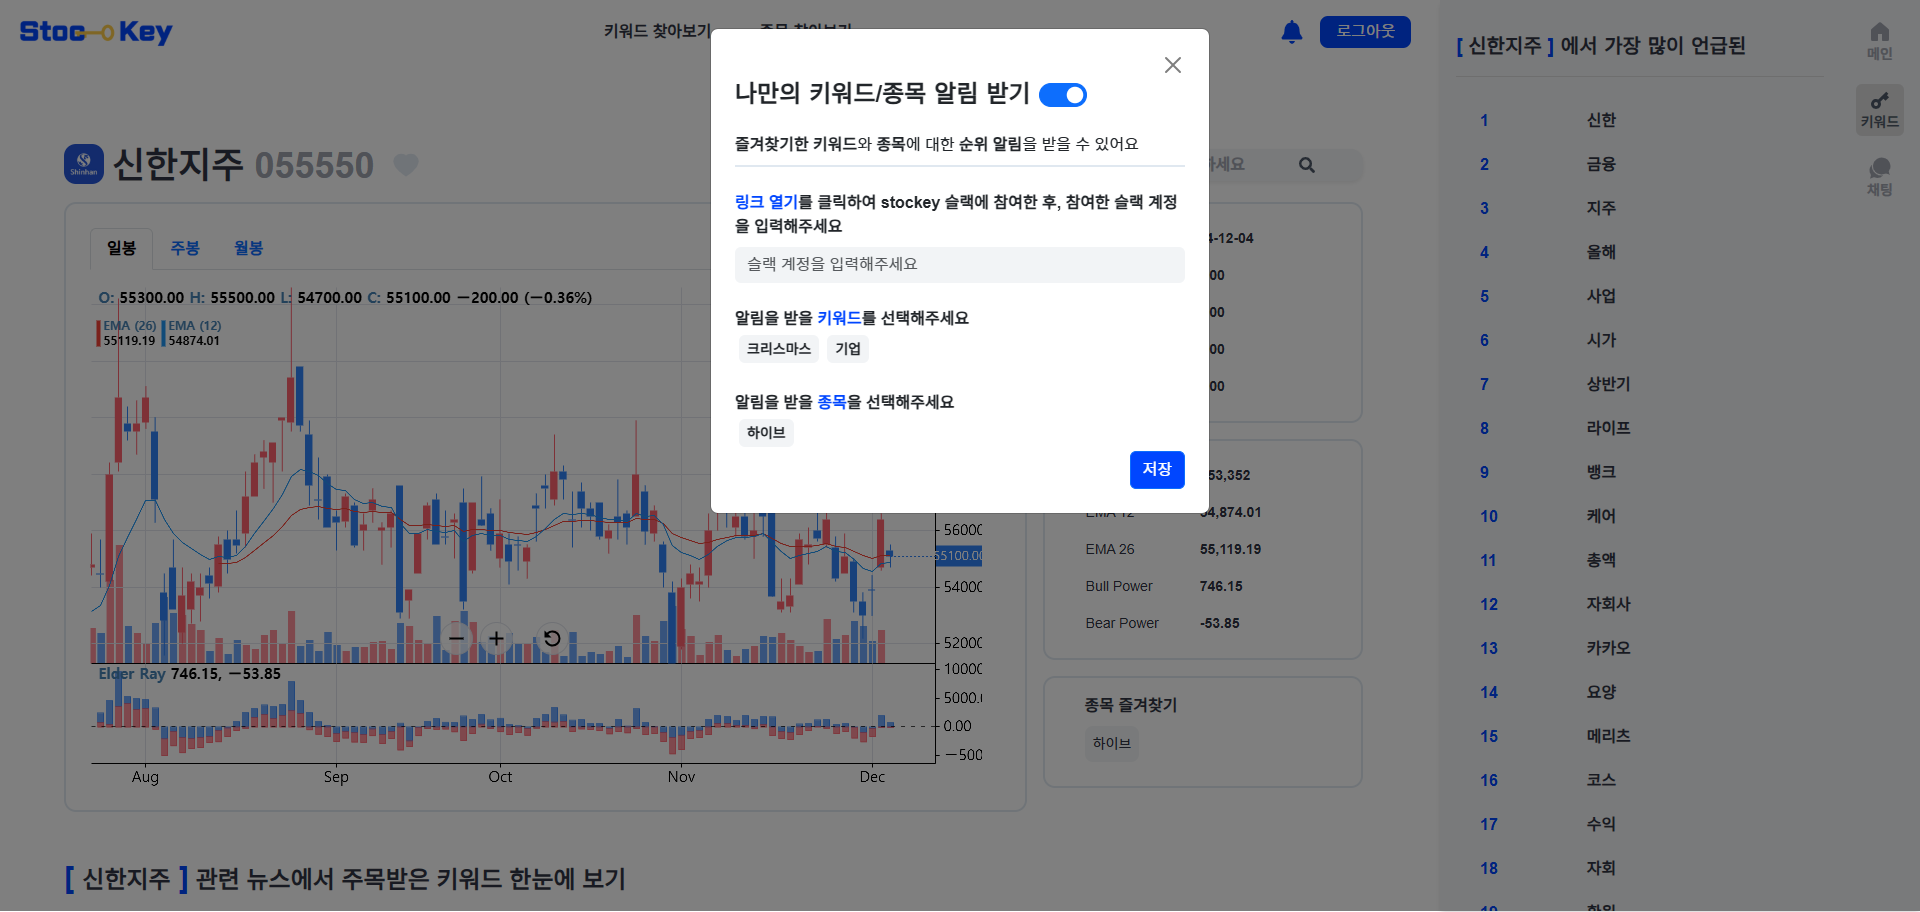 Stoc Key
키워드 찾아보기
로그아웃
나만의 키워드/종목 알림 받기
즐겨찾기한 키워드와 종목에 대한 순위 알림을 받을 수 있어요
링크 열기를 클릭하여 stockey 슬랙에 참여한 후, 참여한 슬랙 계정
을 입력해주세요
슬랙 계정을 입력해주세요
알림을 받을 키워드를 선택해주세요
크리스마스 기업
알림을 받을 종목을 선택해주세요
하이브
저장
Shinhan
신한지주 055550
일봉 주봉 월봉
O: 55300.00 H: 55500.00 L: 54700.00 C: 55100.00 −200.00 (−0.36%)
EMA (26) EMA (12)
55119.19 54874.01
56000
55100.00
54000
52000
Elder Ray 746.15, −53.85
10000
5000.
0.00
−500
Aug Sep Oct Nov Dec
12-04
00
00
00
00
53,352
EMA 12 54,874.01
EMA 26 55,119.19
Bull Power 746.15
Bear Power -53.85
종목 즐겨찾기
하이브
[ 신한지주 ] 관련 뉴스에서 주목받은 키워드 한눈에 보기
[ 신한지주 ] 에서 가장 많이 언급된
1 신한
2 금융
3 지주
4 올해
5 사업
6 시가
7 상반기
8 라이프
9 뱅크
10 케어
11 총액
12 자회사
13 카카오
14 요양
15 메리츠
16 코스
17 수익
18 자회
메인
키워드
채팅